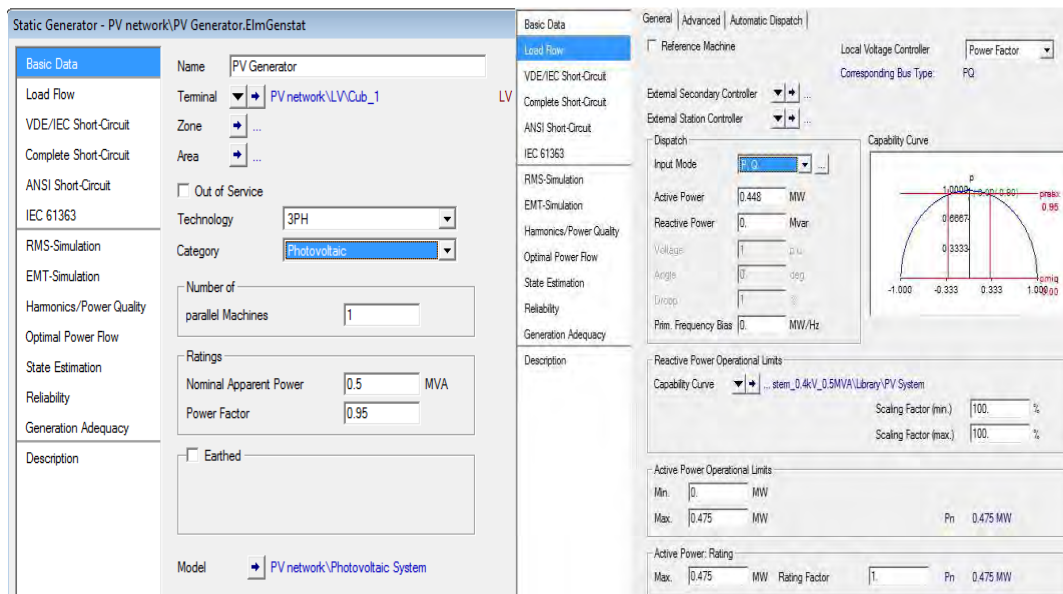 Static Generator - PV network\PV Generator.ElmGenstat
Basic Data
Load Flow
VDE/IEC Short-Circuit
Complete Short-Circuit
ANSI Short-Circuit
IEC 61363
RMS-Simulation
EMT-Simulation
Harmonics/Power Quality
Optimal Power Flow
State Estimation
Reliability
Generation Adequacy
Description
Name PV Generator
Terminal PV network\LV\Cub_1 LV
Zone ...
Area ...
Out of Service
Technology 3PH
Category Photovoltaic
Number of
parallel Machines 1
Ratings
Nominal Apparent Power 0.5 MVA
Power Factor 0.95
Earthed
Model PV network\Photovoltaic System
Basic Data
Load Flow
VDE/IEC Short-Circuit
Complete Short-Circuit
ANSI Short-Circuit
IEC 61363
RMS-Simulation
EMT-Simulation
Harmonics/Power Quality
Optimal Power Flow
State Estimation
Reliability
Generation Adequacy
Description
General Advanced Automatic Dispatch
Reference Machine Local Voltage Controller Power Factor
Corresponding Bus Type: PQ
External Secondary Controller ...
External Station Controller ...
Dispatch
Input Mode P, Q ...
Active Power 0.448 MW
Reactive Power 0. Mvar
Voltage 1 p.u.
Angle 0. deg
Droop 1
Prim. Frequency Bias 0. MW/Hz
Capability Curve
p
1.0000
pmax
0.95
0.6667
0.3333
pmin
-1.000 -0.333 0.333 1.000
Reactive Power Operational Limits
Capability Curve ... stem_0.4kV_0.5MVA\Library\PV System
Scaling Factor (min.) 100. %
Scaling Factor (max.) 100. %
Active Power Operational Limits
Min. 0. MW
Max. 0.475 MW Pn 0.475 MW
Active Power: Rating
Max. 0.475 MW Rating Factor 1. Pn 0.475 MW